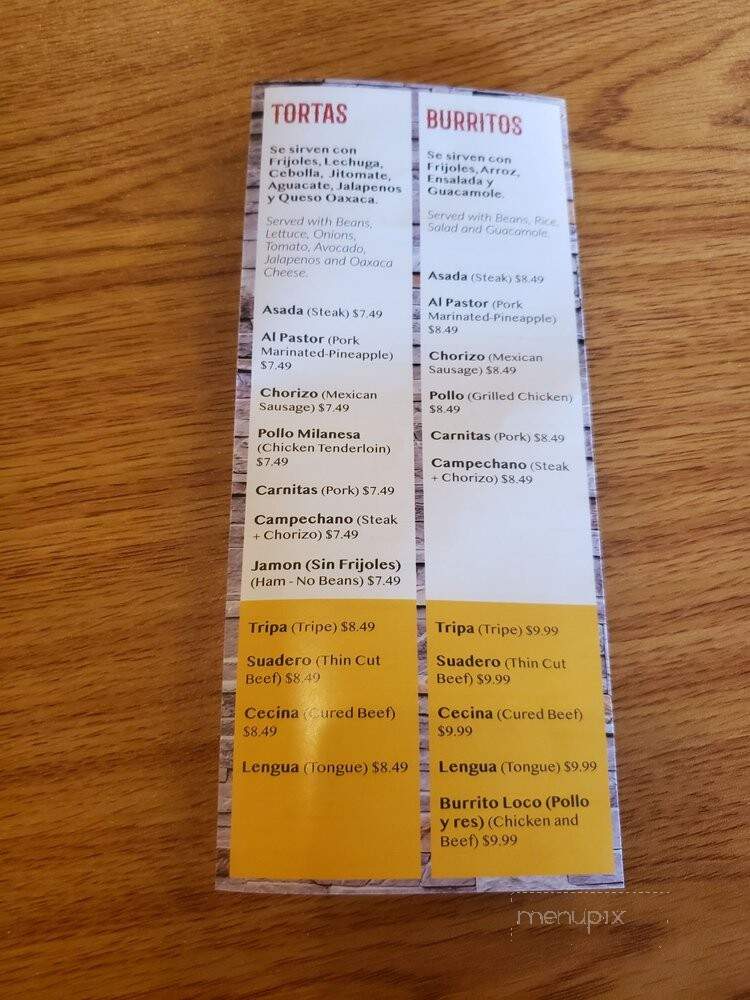 TORTAS
Se sirven con
Frijoles, Lechuga,
Cebolla, Jitomate,
Aguacate, Jalapenos
y Queso Oaxaca.
Served with Beans,
Lettuce, Onions,
Tomato, Avocado,
Jalapenos and Oaxaca
Cheese.
Asada (Steak) $7.49
Al Pastor (Pork
Marinated-Pineapple)
$7.49
Chorizo (Mexican
Sausage) $7.49
Pollo Milanesa
(Chicken Tenderloin)
$7.49
Carnitas (Pork) $7.49
Campechano (Steak
+ Chorizo) $7.49
Jamon (Sin Frijoles)
(Ham - No Beans) $7.49
Tripa (Tripe) $8.49
Suadero (Thin Cut
Beef) $8.49
Cecina (Cured Beef)
$8.49
Lengua (Tongue) $8.49
BURRITOS
Se sirven con
Frijoles, Arroz,
Ensalada y
Guacamole.
Served with Beans, Rice,
Salad and Guacamole.
Asada (Steak) $8.49
Al Pastor (Pork
Marinated-Pineapple)
$8.49
Chorizo (Mexican
Sausage) $8.49
Pollo (Grilled Chicken)
$8.49
Carnitas (Pork) $8.49
Campechano (Steak
+ Chorizo) $8.49
Tripa (Tripe) $9.99
Suadero (Thin Cut
Beef) $9.99
Cecina (Cured Beef)
$9.99
Lengua (Tongue) $9.99
Burrito Loco (Pollo
y res) (Chicken and
Beef) $9.99
menupix